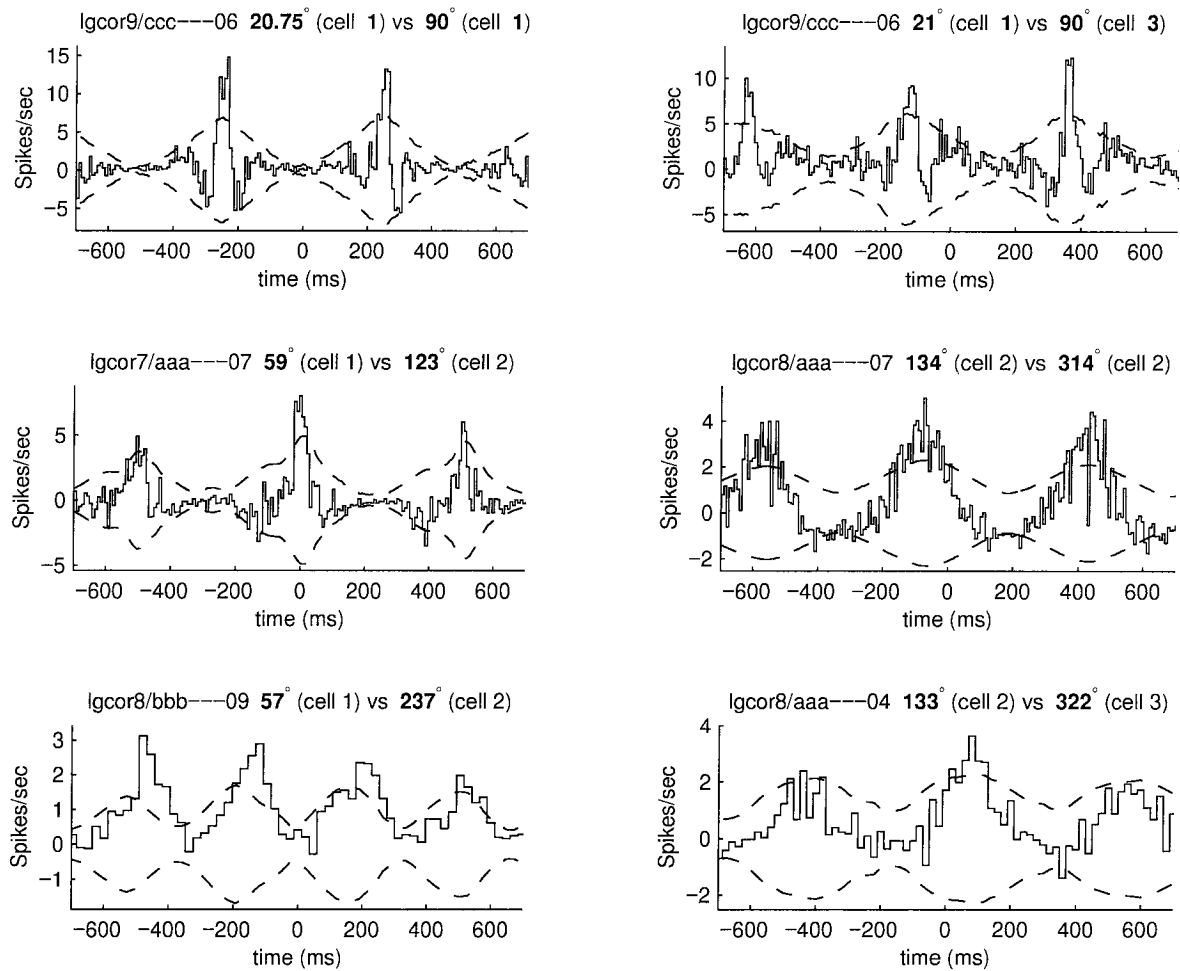 lgcor9/ccc−−−06 20.75° (cell 1) vs 90° (cell 1)
15
10
5
0
−5
Spikes/sec
−600 −400 −200 0 200 400 600
time (ms)
lgcor9/ccc−−−06 21° (cell 1) vs 90° (cell 3)
10
5
0
−5
Spikes/sec
−600 −400 −200 0 200 400 600
time (ms)
lgcor7/aaa−−−07 59° (cell 1) vs 123° (cell 2)
5
0
−5
Spikes/sec
−600 −400 −200 0 200 400 600
time (ms)
lgcor8/aaa−−−07 134° (cell 2) vs 314° (cell 2)
4
2
0
−2
Spikes/sec
−600 −400 −200 0 200 400 600
time (ms)
lgcor8/bbb−−−09 57° (cell 1) vs 237° (cell 2)
3
2
1
0
−1
Spikes/sec
−600 −400 −200 0 200 400 600
time (ms)
lgcor8/aaa−−−04 133° (cell 2) vs 322° (cell 3)
4
2
0
−2
Spikes/sec
−600 −400 −200 0 200 400 600
time (ms)